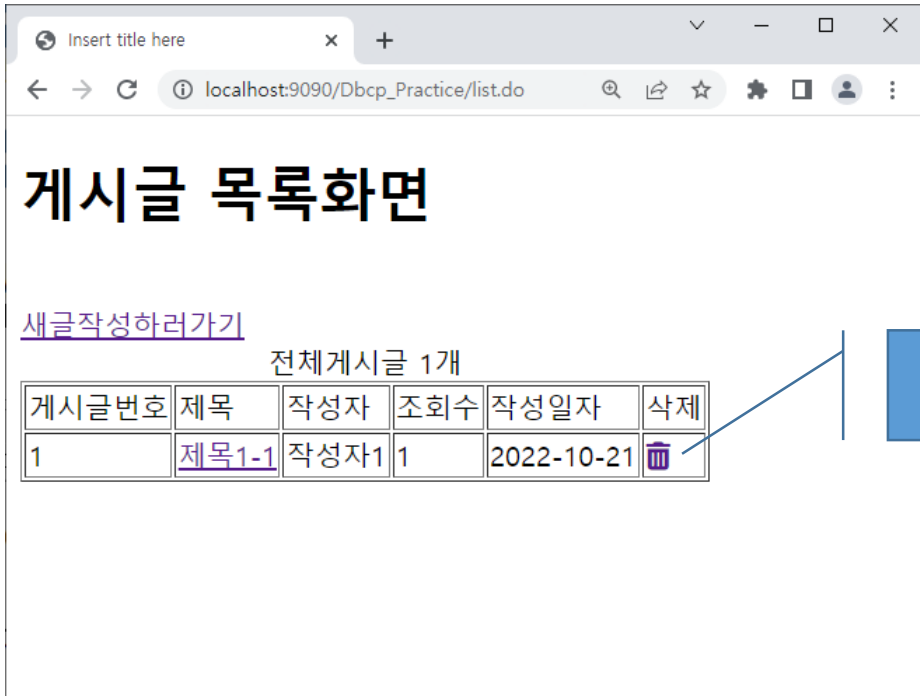 Insert title here
localhost:9090/Dbcp_Practice/list.do
게시글 목록화면
새글작성하러가기
전체게시글 1개
게시글번호 제목 작성자 조회수 작성일자 삭제
1 제목1-1 작성자1 1 2022-10-21